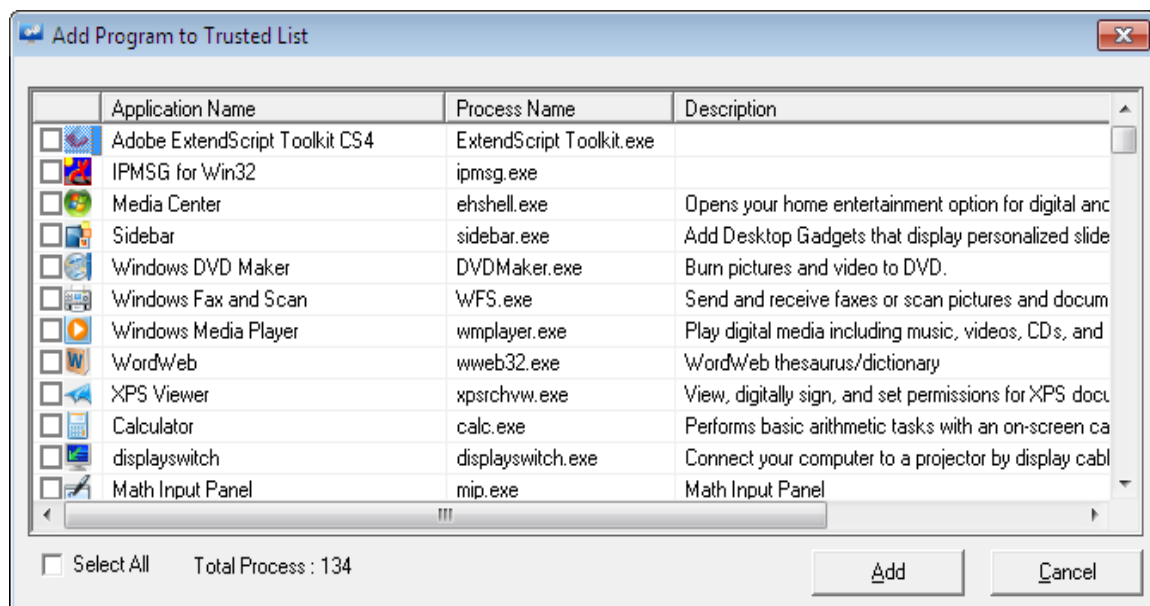 Add Program to Trusted List
Application Name Process Name Description
Adobe ExtendScript Toolkit CS4 ExtendScript Toolkit.exe
IPMSG for Win32 ipmsg.exe
Media Center ehshell.exe Opens your home entertainment option for digital and
Sidebar sidebar.exe Add Desktop Gadgets that display personalized slide
Windows DVD Maker DVDMaker.exe Burn pictures and video to DVD.
Windows Fax and Scan WFS.exe Send and receive faxes or scan pictures and docum
Windows Media Player wmplayer.exe Play digital media including music, videos, CDs, and
WordWeb wweb32.exe WordWeb thesaurus/dictionary
XPS Viewer xpsrchvw.exe View, digitally sign, and set permissions for XPS docu
Calculator calc.exe Performs basic arithmetic tasks with an on-screen ca
displayswitch displayswitch.exe Connect your computer to a projector by display cabl
Math Input Panel mip.exe Math Input Panel
Select All Total Process : 134 Add Cancel